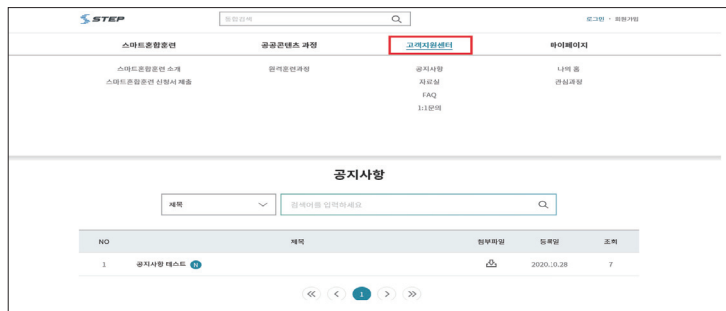 STEP 통합검색 로그인 · 회원가입
스마트혼합훈련 공공콘텐츠 과정 고객지원센터 마이페이지
스마트혼합훈련 소개 원격훈련과정 공지사항 나의 홈
스마트혼합훈련 신청서 제출 자료실 관심과정
FAQ
1:1문의
공지사항
제목 검색어를 입력하세요
NO 제목 첨부파일 등록일 조회
1 공지사항 테스트 N 2020.10.28 7
1